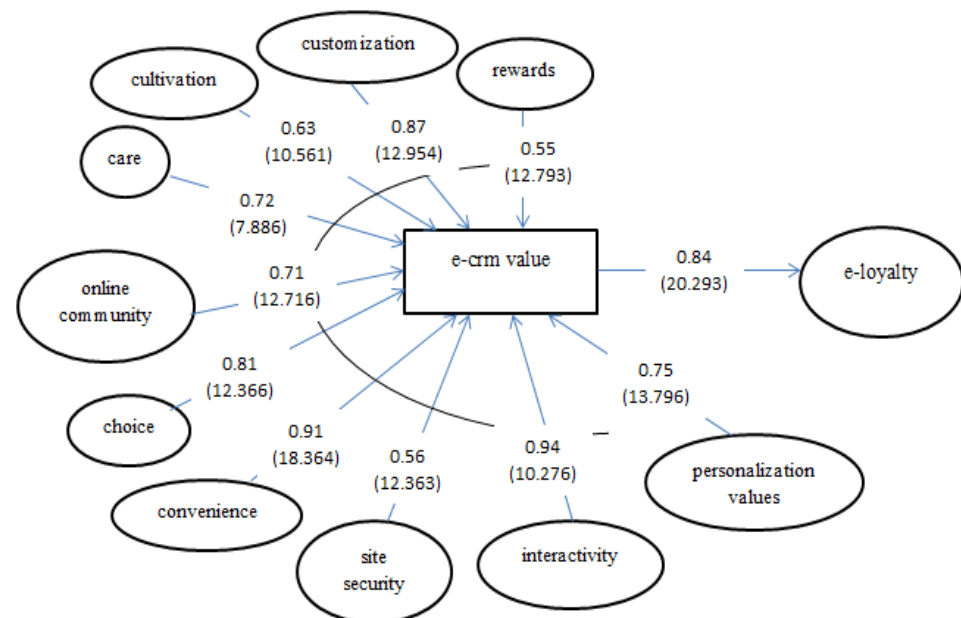 customization
rewards
cultivation
0.87
(12.954)
0.63
(10.561)
0.55
(12.793)
care
0.72
(7.886)
e-crm value
0.84
(20.293)
e-loyalty
online
community
0.71
(12.716)
0.81
(12.366)
0.75
(13.796)
choice
0.91
(18.364)
0.56
(12.363)
0.94
(10.276)
personalization
values
convenience
site
security
interactivity